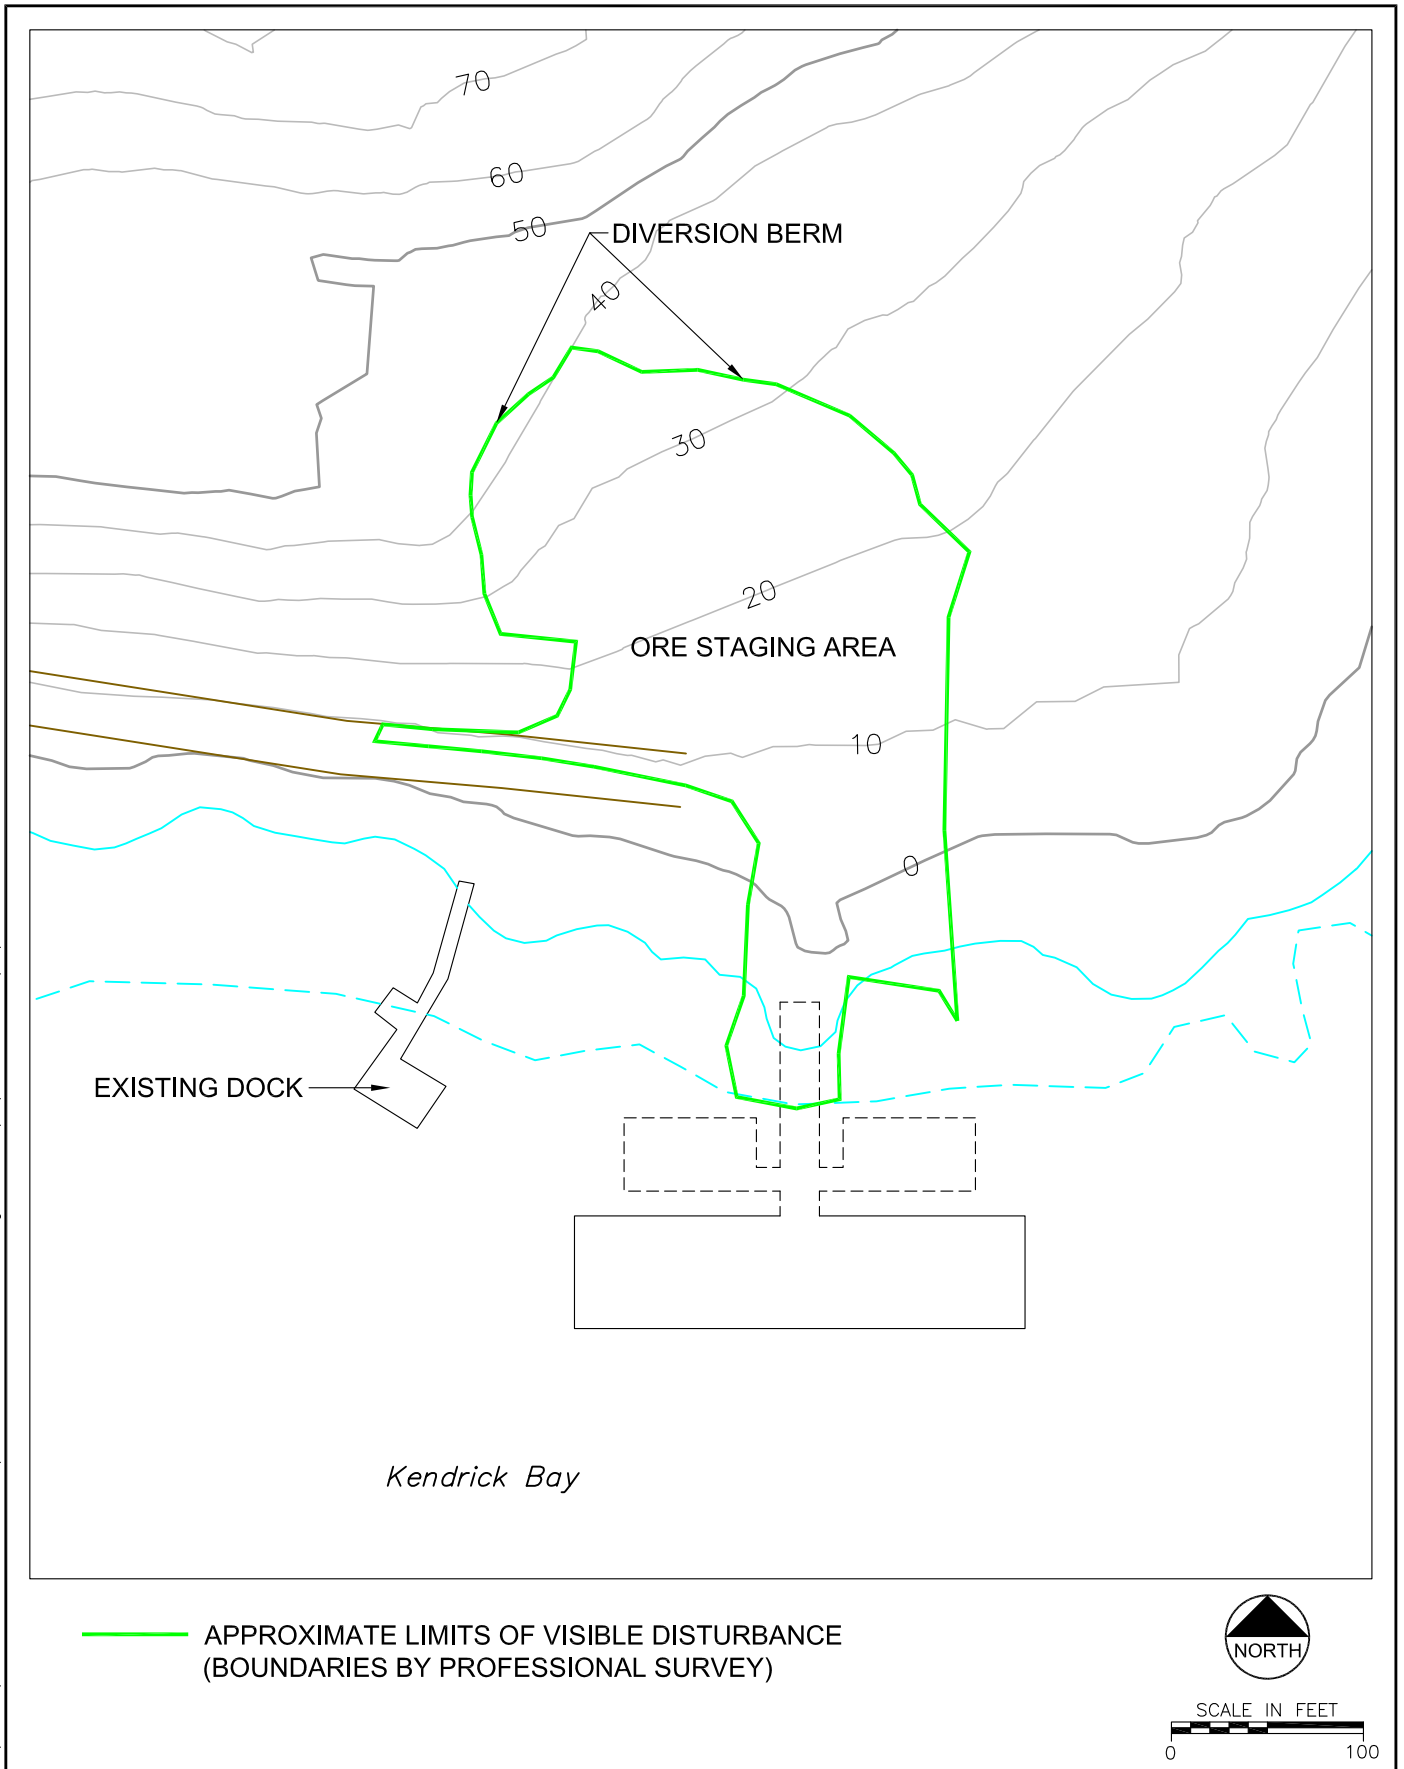 70
60
50
DIVERSION BERM
40
30
20
ORE STAGING AREA
10
0
EXISTING DOCK
Kendrick Bay
APPROXIMATE LIMITS OF VISIBLE DISTURBANCE
(BOUNDARIES BY PROFESSIONAL SURVEY)
NORTH
SCALE IN FEET
0 100